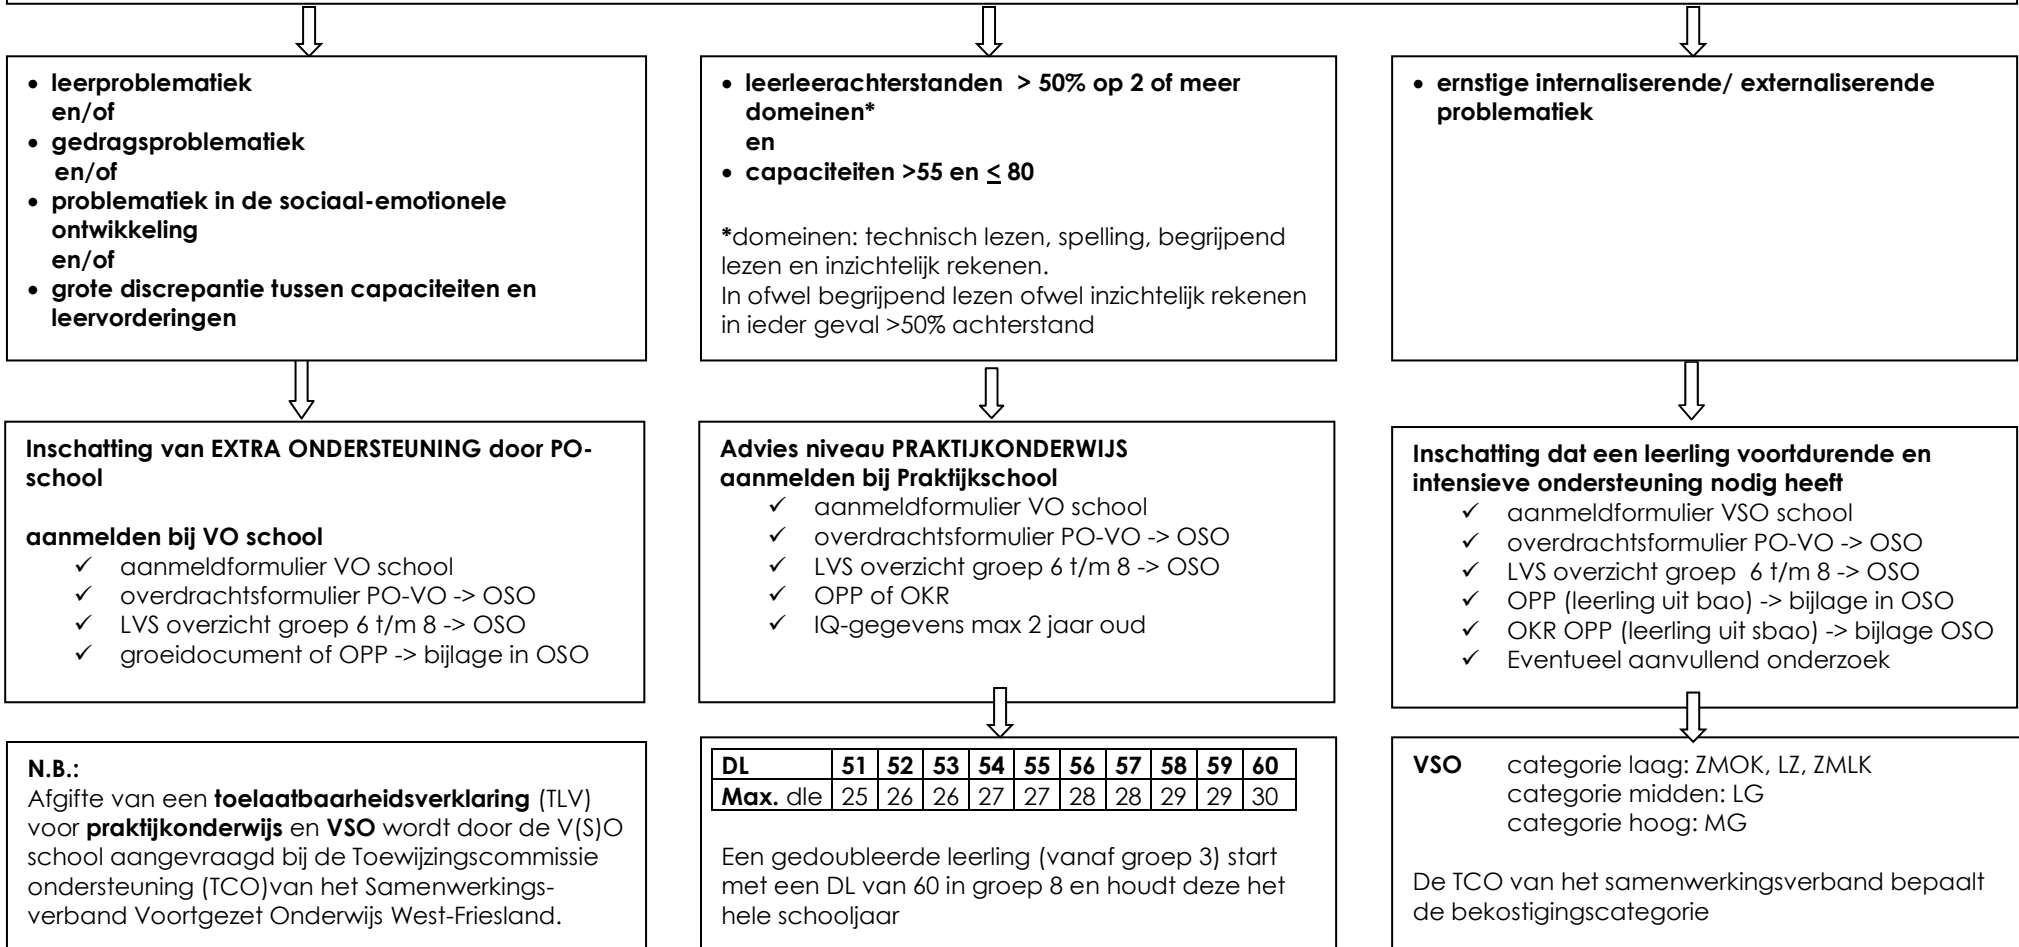 • leerproblematiek
en/of
• gedragsproblematiek
en/of
• problematiek in de sociaal-emotionele
ontwikkeling
en/of
• grote discrepantie tussen capaciteiten en
leervorderingen
• leerleerachterstanden > 50% op 2 of meer
domeinen*
en
• capaciteiten >55 en ≤ 80
*domeinen: technisch lezen, spelling, begrijpend
lezen en inzichtelijk rekenen.
In ofwel begrijpend lezen ofwel inzichtelijk rekenen
in ieder geval >50% achterstand
• ernstige internaliserende/ externaliserende
problematiek
Inschatting van EXTRA ONDERSTEUNING door PO-
school
aanmelden bij VO school
✓ aanmeldformulier VO school
✓ overdrachtsformulier PO-VO -> OSO
✓ LVS overzicht groep 6 t/m 8 -> OSO
✓ groeidocument of OPP -> bijlage in OSO
Advies niveau PRAKTIJKONDERWIJS
aanmelden bij Praktijkschool
✓ aanmeldformulier VO school
✓ overdrachtsformulier PO-VO -> OSO
✓ LVS overzicht groep 6 t/m 8 -> OSO
✓ OPP of OKR
✓ IQ-gegevens max 2 jaar oud
Inschatting dat een leerling voortdurende en
intensieve ondersteuning nodig heeft
✓ aanmeldformulier VSO school
✓ overdrachtsformulier PO-VO -> OSO
✓ LVS overzicht groep 6 t/m 8 -> OSO
✓ OPP (leerling uit bao) -> bijlage in OSO
✓ OKR OPP (leerling uit sbao) -> bijlage OSO
✓ Eventueel aanvullend onderzoek
N.B.:
Afgifte van een toelaatbaarheidsverklaring (TLV)
voor praktijkonderwijs en VSO wordt door de V(S)O
school aangevraagd bij de Toewijzingscommissie
ondersteuning (TCO)van het Samenwerkings-
verband Voortgezet Onderwijs West-Friesland.
DL 51 52 53 54 55 56 57 58 59 60
Max. dle 25 26 26 27 27 28 28 29 29 30
Een gedoubleerde leerling (vanaf groep 3) start
met een DL van 60 in groep 8 en houdt deze het
hele schooljaar
VSO categorie laag: ZMOK, LZ, ZMLK
categorie midden: LG
categorie hoog: MG
De TCO van het samenwerkingsverband bepaalt
de bekostigingscategorie